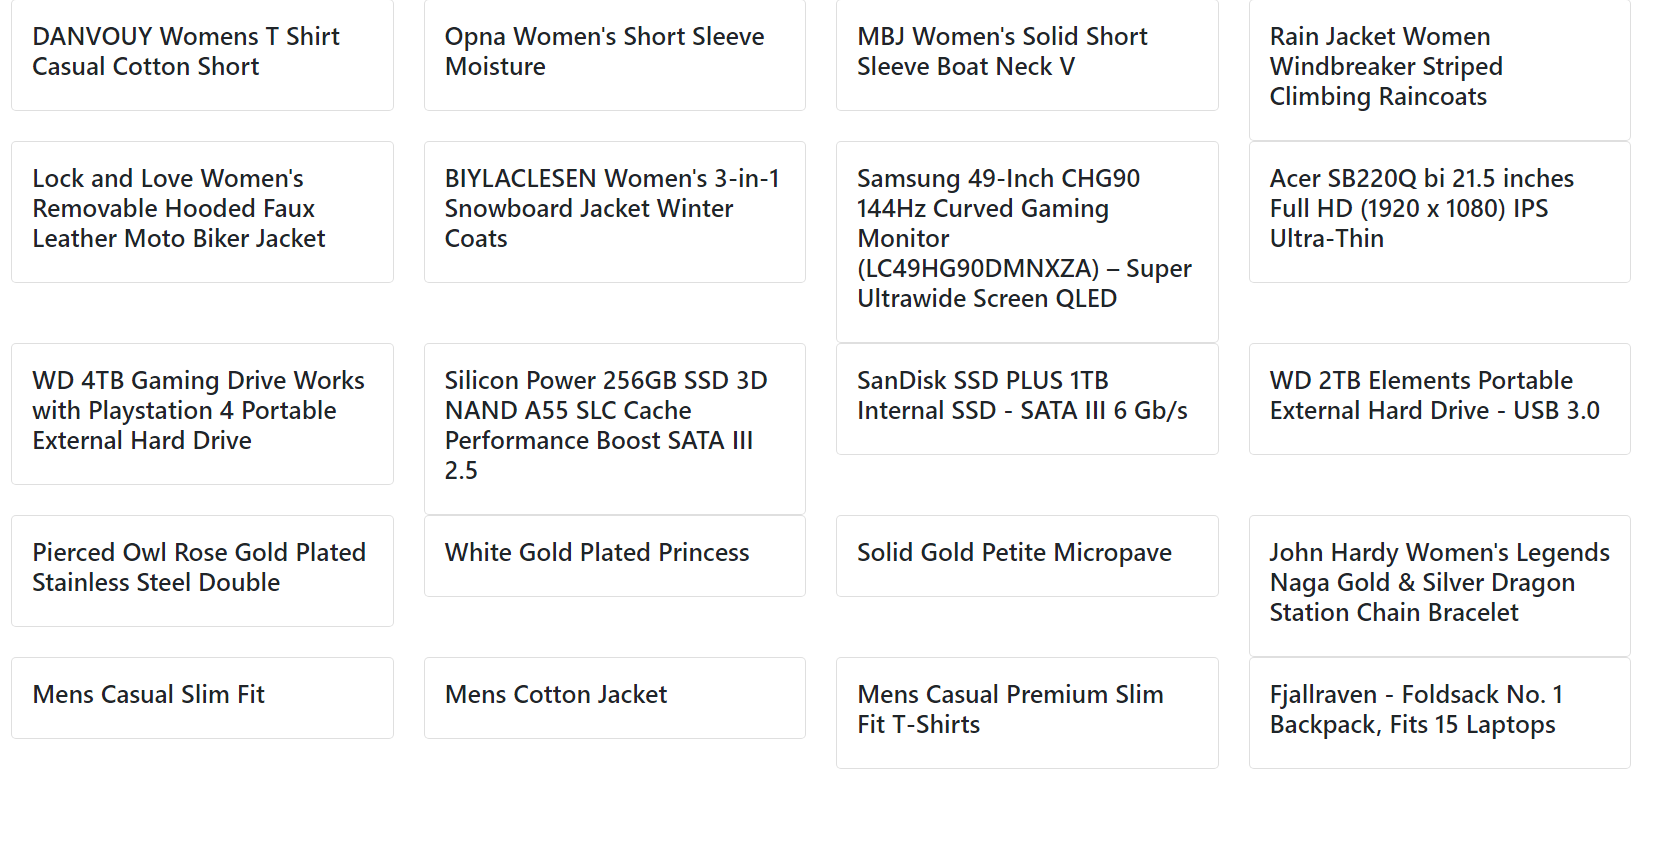 DANVOUY Womens T Shirt
Casual Cotton Short
Opna Women's Short Sleeve
Moisture
MBJ Women's Solid Short
Sleeve Boat Neck V
Rain Jacket Women
Windbreaker Striped
Climbing Raincoats
Lock and Love Women's
Removable Hooded Faux
Leather Moto Biker Jacket
BIYLACLESEN Women's 3-in-1
Snowboard Jacket Winter
Coats
Samsung 49-Inch CHG90
144Hz Curved Gaming
Monitor
(LC49HG90DMNXZA) – Super
Ultrawide Screen QLED
Acer SB220Q bi 21.5 inches
Full HD (1920 x 1080) IPS
Ultra-Thin
WD 4TB Gaming Drive Works
with Playstation 4 Portable
External Hard Drive
Silicon Power 256GB SSD 3D
NAND A55 SLC Cache
Performance Boost SATA III
2.5
SanDisk SSD PLUS 1TB
Internal SSD - SATA III 6 Gb/s
WD 2TB Elements Portable
External Hard Drive - USB 3.0
Pierced Owl Rose Gold Plated
Stainless Steel Double
White Gold Plated Princess
Solid Gold Petite Micropave
John Hardy Women's Legends
Naga Gold & Silver Dragon
Station Chain Bracelet
Mens Casual Slim Fit
Mens Cotton Jacket
Mens Casual Premium Slim
Fit T-Shirts
Fjallraven - Foldsack No. 1
Backpack, Fits 15 Laptops